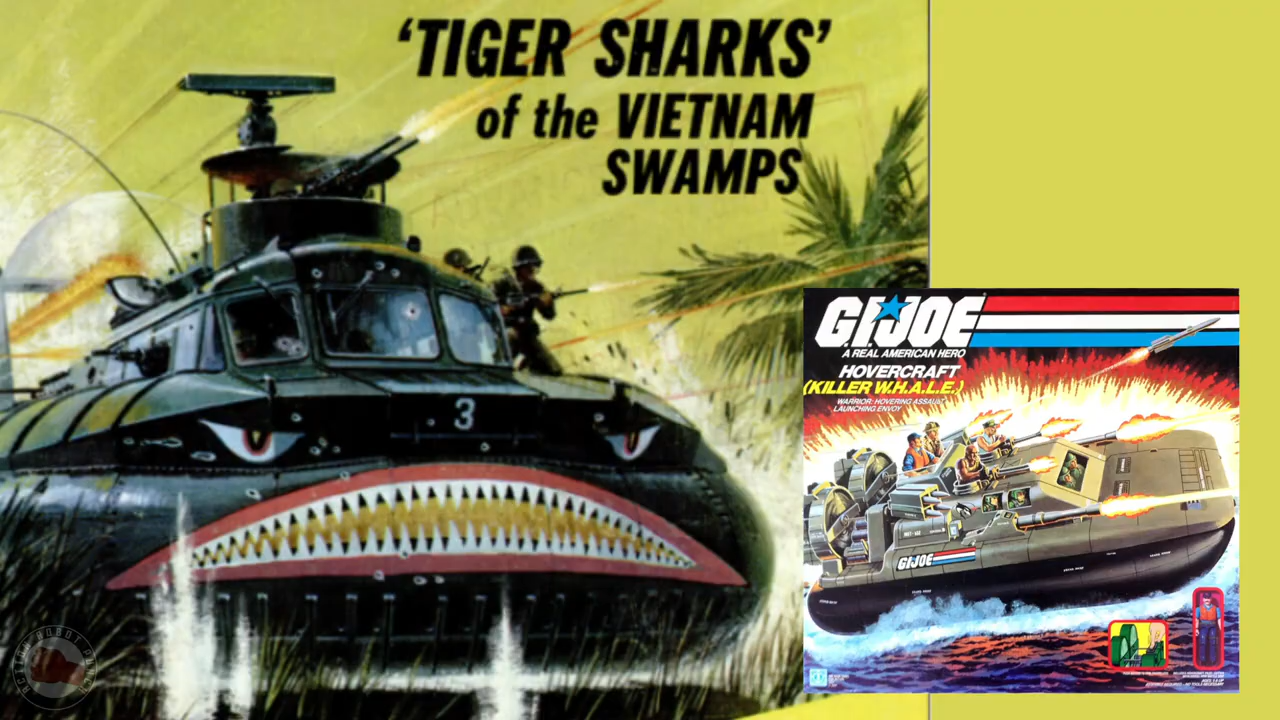 ‘TIGER SHARKS’
of the VIETNAM
SWAMPS
3
G.I.JOE
A REAL AMERICAN HERO
HOVERCRAFT
(KILLER W.H.A.L.E.)
WARRIOR: HOVERING ASSAULT
LAUNCHING ENVOY
G.I.JOE